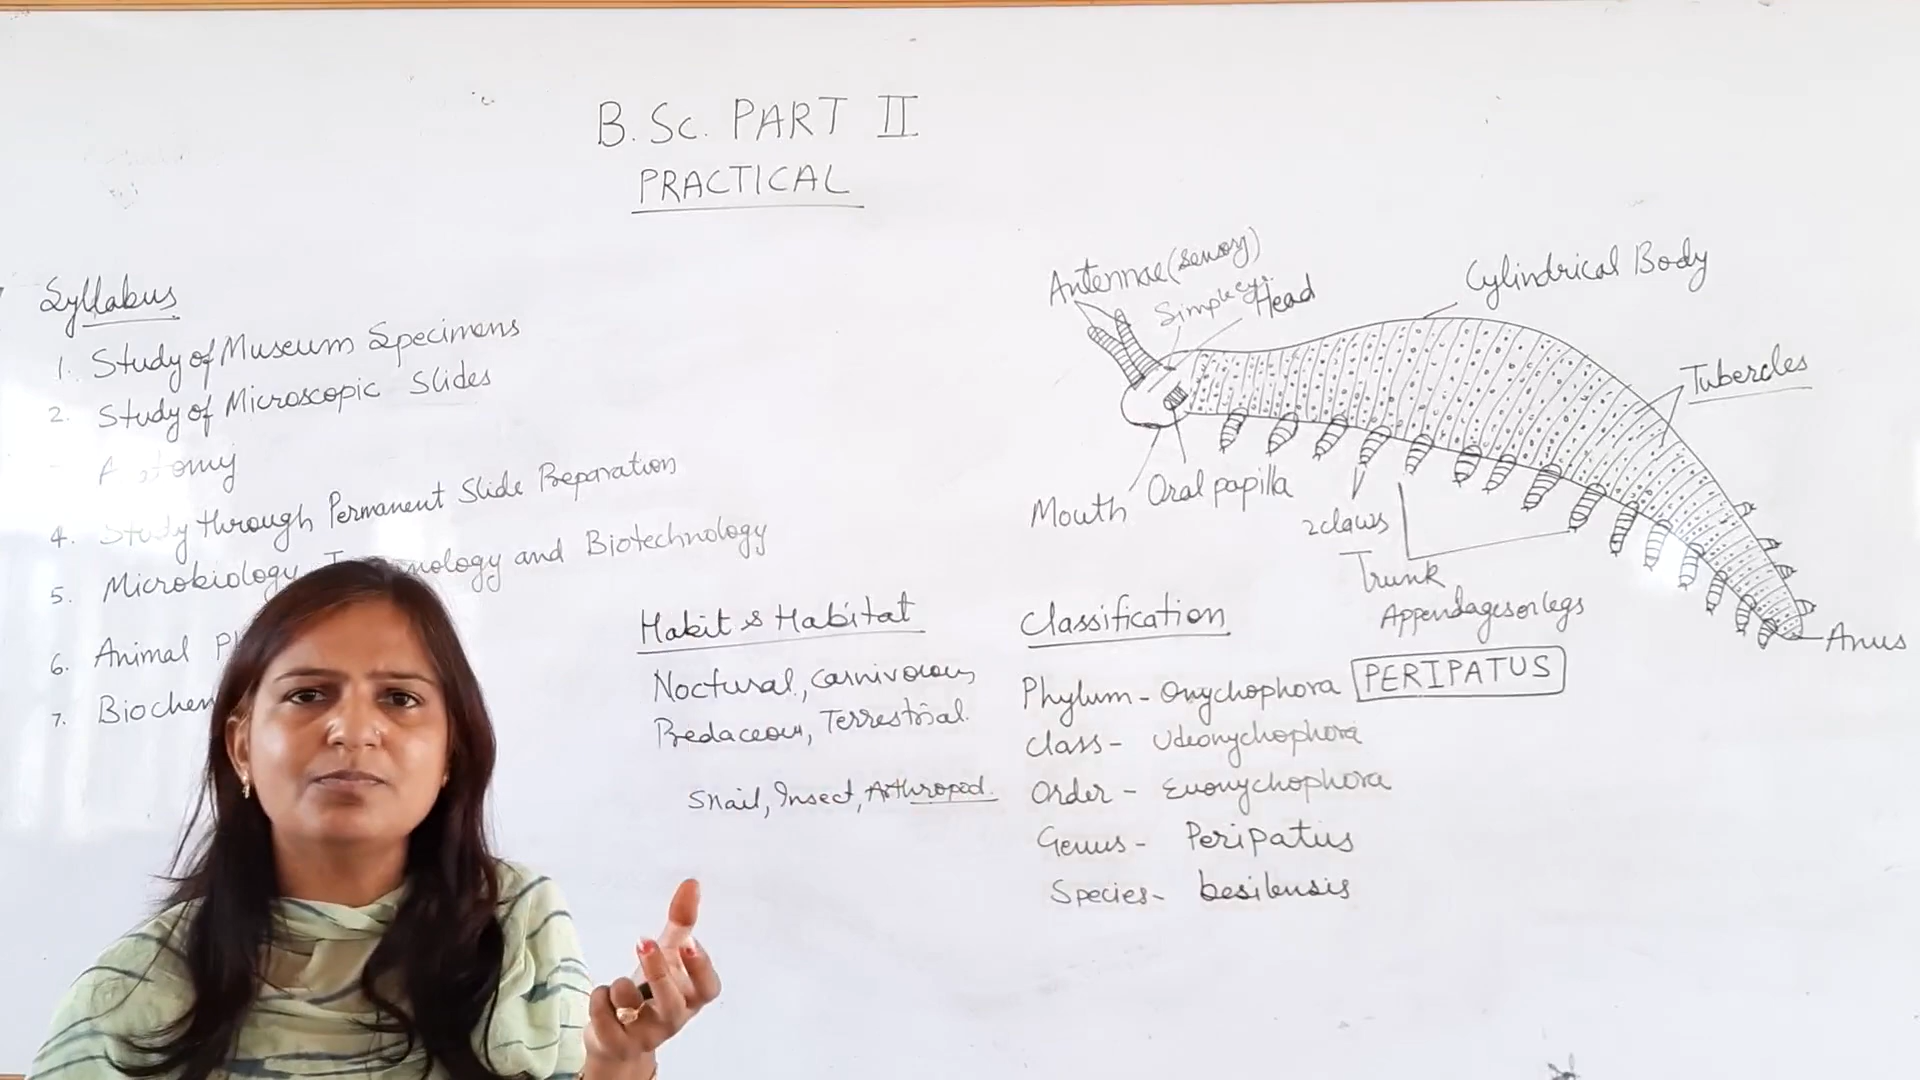 B.Sc. PART II
PRACTICAL
Syllabus
1. Study of Museum Specimens
2. Study of Microscopic Slides
4. Study through Permanent Slide Preparation
5. Microbiology, and Biotechnology
6. Animal
7.
Habit & Habitat
Noctural, Carnivorous,
Predaceous, Terrestrial.
Snail, Insect, Arthropod.
Antennae (sensory)
Simple eye.
Head
Cylindrical Body
Tubercles
Mouth
Oral papilla
2 claws
Trunk
Appendages or legs
Anus
PERIPATUS
Classification
Phylum - Onychophora
Class - Udeonychophora
Order - Euonychophora
Genus - Peripatus
Species - besilensis